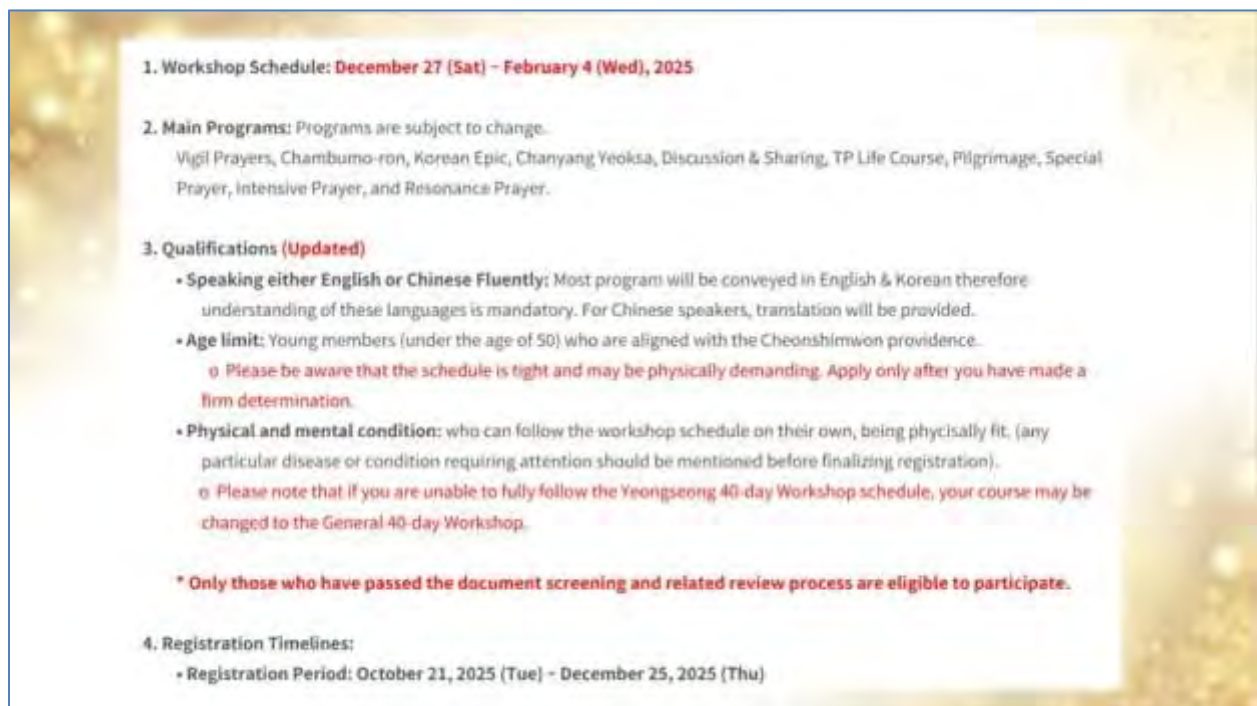 1. Workshop Schedule: December 27 (Sat) – February 4 (Wed), 2025
2. Main Programs: Programs are subject to change.
Vigil Prayers, Chambumo-ron, Korean Epic, Chanyang Yeoksa, Discussion & Sharing, TP Life Course, Pilgrimage, Special
Prayer, Intensive Prayer, and Resonance Prayer.
3. Qualifications (Updated)
• Speaking either English or Chinese Fluently: Most program will be conveyed in English & Korean therefore
understanding of these languages is mandatory. For Chinese speakers, translation will be provided.
• Age limit: Young members (under the age of 50) who are aligned with the Cheonshimwon providence.
o Please be aware that the schedule is tight and may be physically demanding. Apply only after you have made a
firm determination.
• Physical and mental condition: who can follow the workshop schedule on their own, being phycisally fit. (any
particular disease or condition requiring attention should be mentioned before finalizing registration).
o Please note that if you are unable to fully follow the Yeongseong 40-day Workshop schedule, your course may be
changed to the General 40-day Workshop.
* Only those who have passed the document screening and related review process are eligible to participate.
4. Registration Timelines:
• Registration Period: October 21, 2025 (Tue) – December 25, 2025 (Thu)